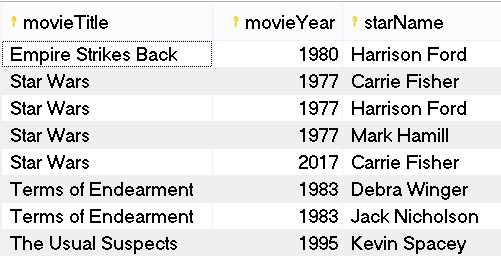 movieTitle movieYear starName
Empire Strikes Back 1980 Harrison Ford
Star Wars 1977 Carrie Fisher
Star Wars 1977 Harrison Ford
Star Wars 1977 Mark Hamill
Star Wars 2017 Carrie Fisher
Terms of Endearment 1983 Debra Winger
Terms of Endearment 1983 Jack Nicholson
The Usual Suspects 1995 Kevin Spacey